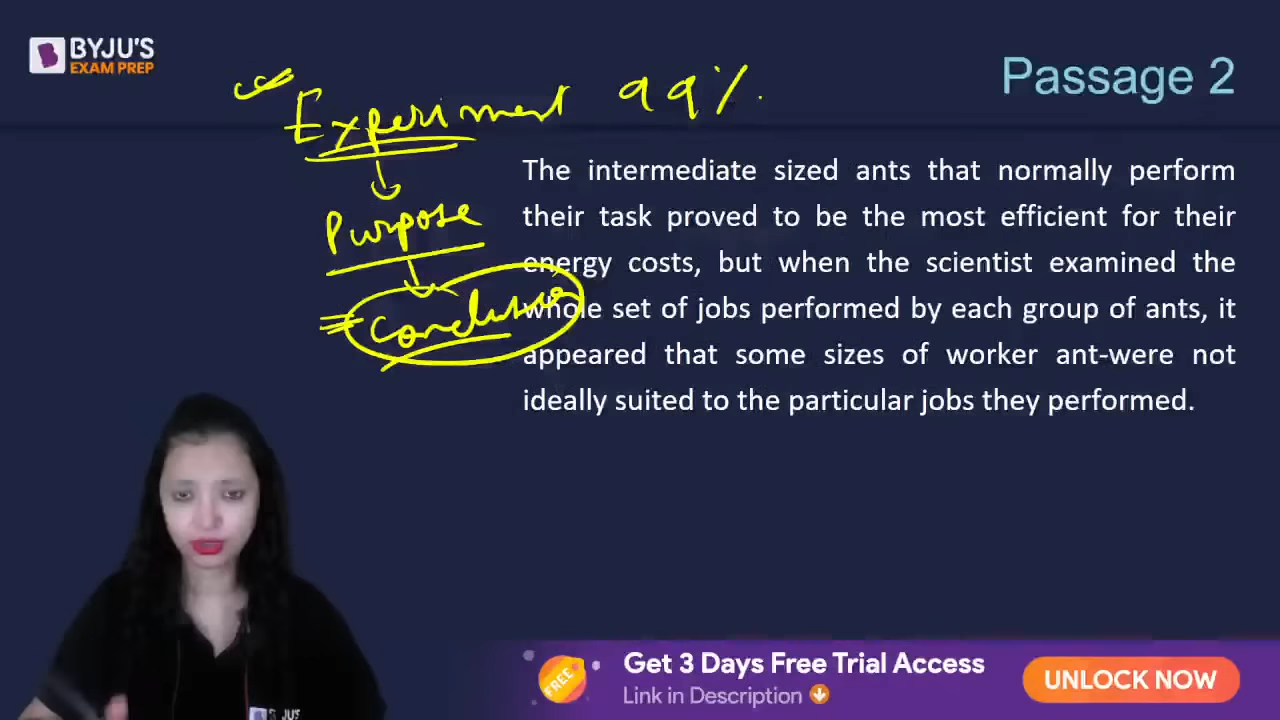 BYJU'S
EXAM PREP
Experiment 99%.
Passage 2
Purpose
Conclusion
The intermediate sized ants that normally perform
their task proved to be the most efficient for their
energy costs, but when the scientist examined the
whole set of jobs performed by each group of ants, it
appeared that some sizes of worker ant-were not
ideally suited to the particular jobs they performed.
Get 3 Days Free Trial Access
FREE
Link in Description
UNLOCK NOW